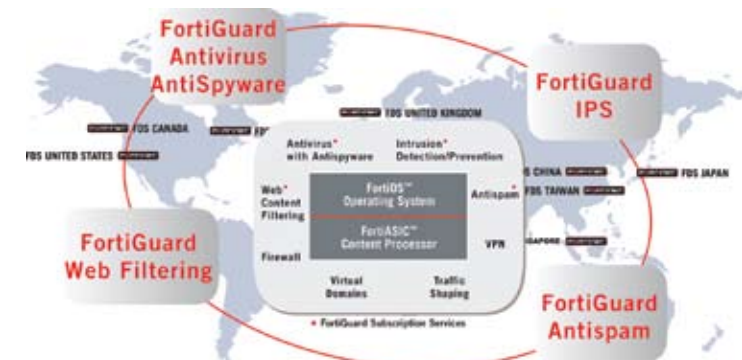 FortiGuard
Antivirus
AntiSpyware
FortiGuard
IPS
FDS UNITED KINGDOM
FDS CANADA
FDS UNITED STATES
Antivirus*
with Antispyware
Intrusion*
Detection/Prevention
FDS CHINA
FDS JAPAN
FDS TAIWAN
Web*
Content
Filtering
FortiOS™
Operating System
Antispam*
FortiASIC™
Content Processor
Firewall
VPN
Virtual
Domains
Traffic
Shaping
FortiGuard
Web Filtering
FortiGuard
Antispam
* FortiGuard Subscription Services